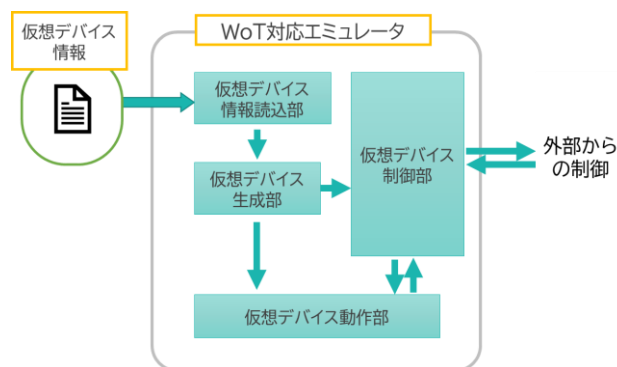 仮想デバイス
情報
WoT対応エミュレータ
仮想デバイス
情報読込部
仮想デバイス
生成部
仮想デバイス
制御部
外部から
の制御
仮想デバイス動作部